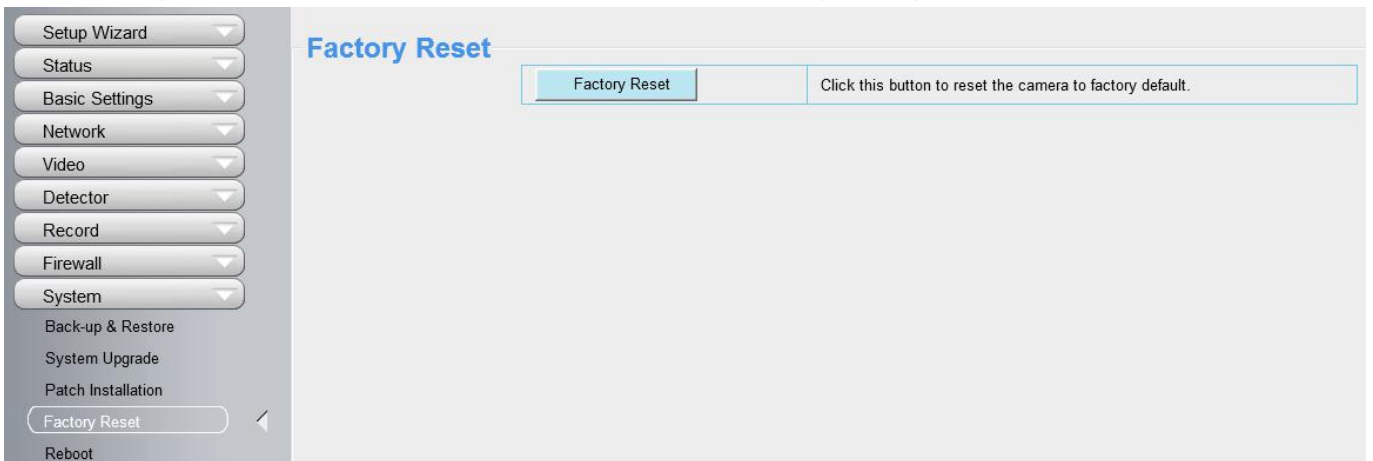 Setup Wizard
Status
Basic Settings
Network
Video
Detector
Record
Firewall
System
Back-up & Restore
System Upgrade
Patch Installation
Factory Reset
Reboot
Factory Reset
Factory Reset Click this button to reset the camera to factory default.